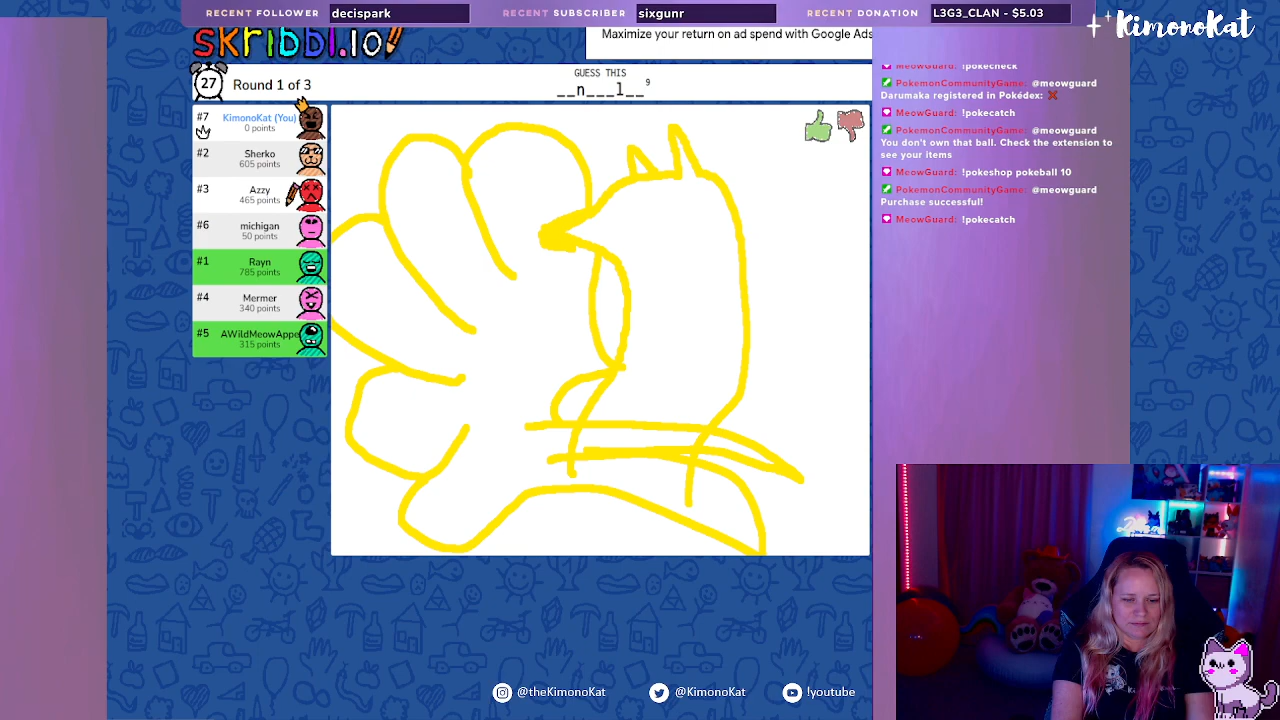 RECENT FOLLOWER decispark RECENT SUBSCRIBER sixgunr RECENT DONATION L3G3_CLAN - $5.03
KimonoKat
skribbl.io
Maximize your return on ad spend with Google Ads
27 Round 1 of 3
GUESS THIS
__n___l__ 9
#7 KimonoKat (You)
0 points
#2 Sherko
605 points
#3 Azzy
465 points
#6 michigan
50 points
#1 Rayn
785 points
#4 Mermer
340 points
#5 AWildMeowAppe
315 points
MeowGuard: !pokecheck
PokemonCommunityGame: @meowguard
Darumaka registered in Pokédex: ❌
MeowGuard: !pokecatch
PokemonCommunityGame: @meowguard
You don't own that ball. Check the extension to
see your items
MeowGuard: !pokeshop pokeball 10
PokemonCommunityGame: @meowguard
Purchase successful!
MeowGuard: !pokecatch
@theKimonoKat @KimonoKat !youtube